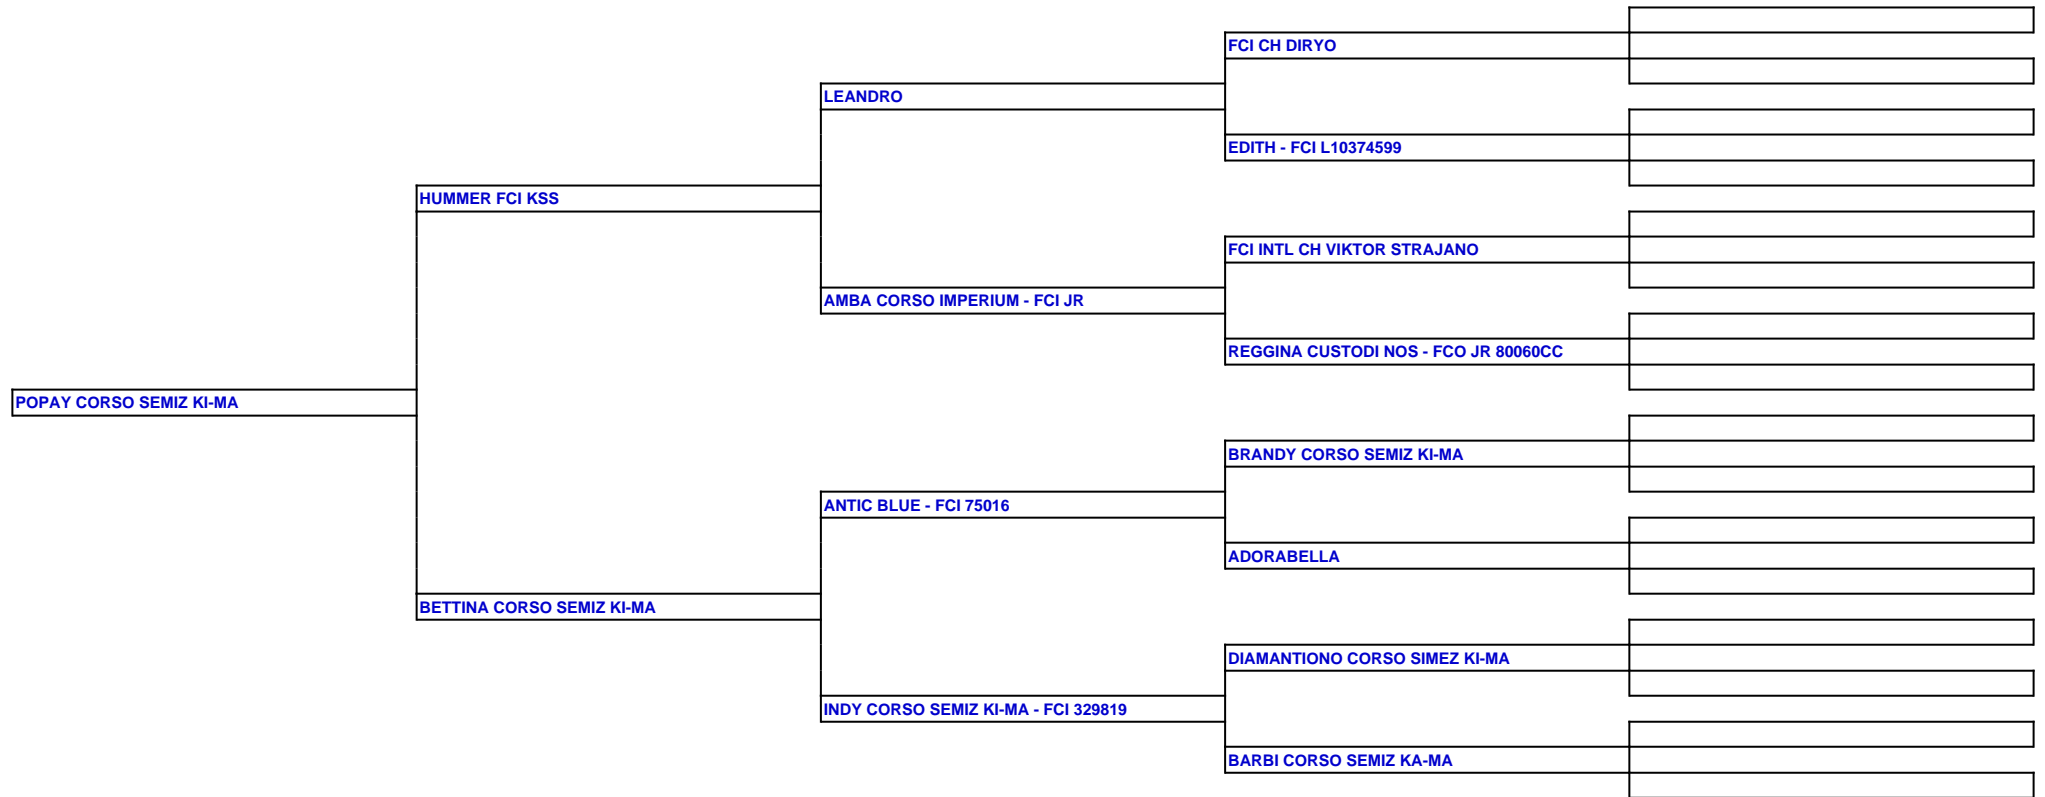 FCI CH DIRYO
LEANDRO
EDITH - FCI L10374599
HUMMER FCI KSS
FCI INTL CH VIKTOR STRAJANO
AMBA CORSO IMPERIUM - FCI JR
REGGINA CUSTODI NOS - FCO JR 80060CC
POPAY CORSO SEMIZ KI-MA
BRANDY CORSO SEMIZ KI-MA
ANTIC BLUE - FCI 75016
ADORABELLA
BETTINA CORSO SEMIZ KI-MA
DIAMANTIONO CORSO SIMEZ KI-MA
INDY CORSO SEMIZ KI-MA - FCI 329819
BARBI CORSO SEMIZ KA-MA